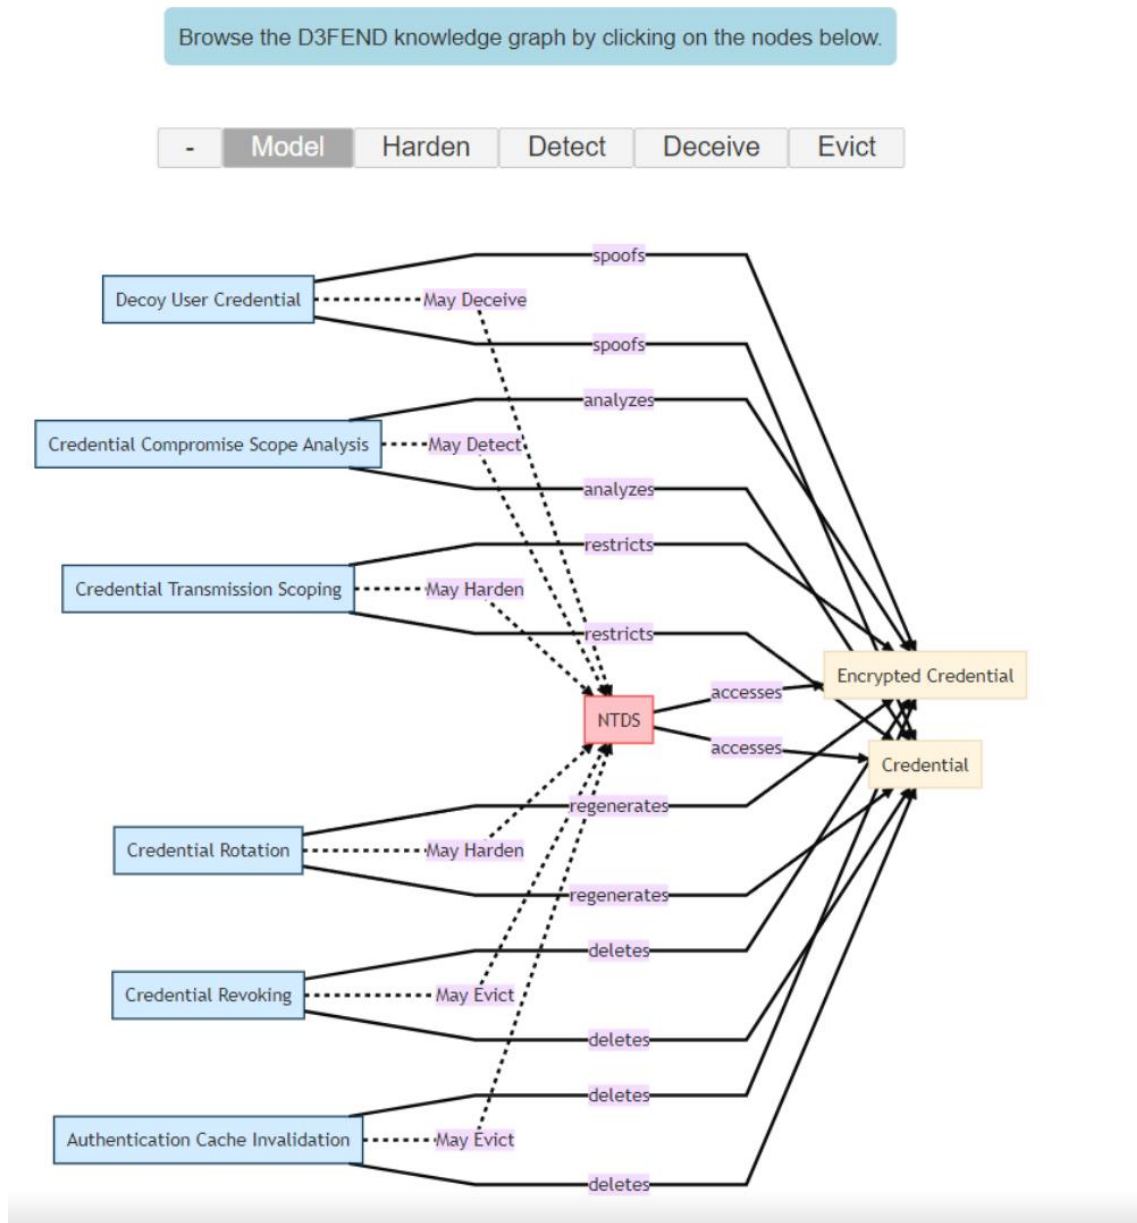 Browse the D3FEND knowledge graph by clicking on the nodes below.
- Model Harden Detect Deceive Evict
spoofs
Decoy User Credential
May Deceive
spoofs
analyzes
Credential Compromise Scope Analysis
May Detect
analyzes
restricts
Credential Transmission Scoping
May Harden
restricts
Encrypted Credential
accesses
NTDS
accesses
Credential
regenerates
Credential Rotation
May Harden
regenerates
deletes
Credential Revoking
May Evict
deletes
deletes
Authentication Cache Invalidation
May Evict
deletes